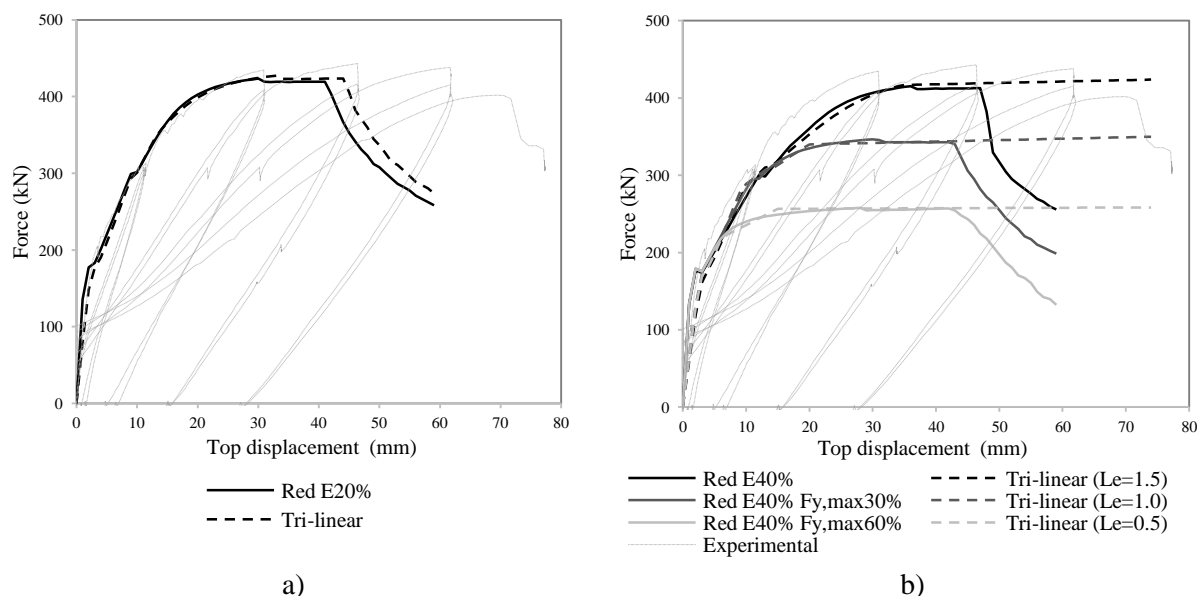 500
400
300
200
100
0
Force (kN)
0 10 20 30 40 50 60 70 80
Top displacement (mm)
Red E20%
Tri-linear
a)
500
400
300
200
100
0
Force (kN)
0 10 20 30 40 50 60 70 80
Top displacement (mm)
Red E40%
Red E40% Fy,max30%
Red E40% Fy,max60%
Experimental
Tri-linear (Le=1.5)
Tri-linear (Le=1.0)
Tri-linear (Le=0.5)
b)